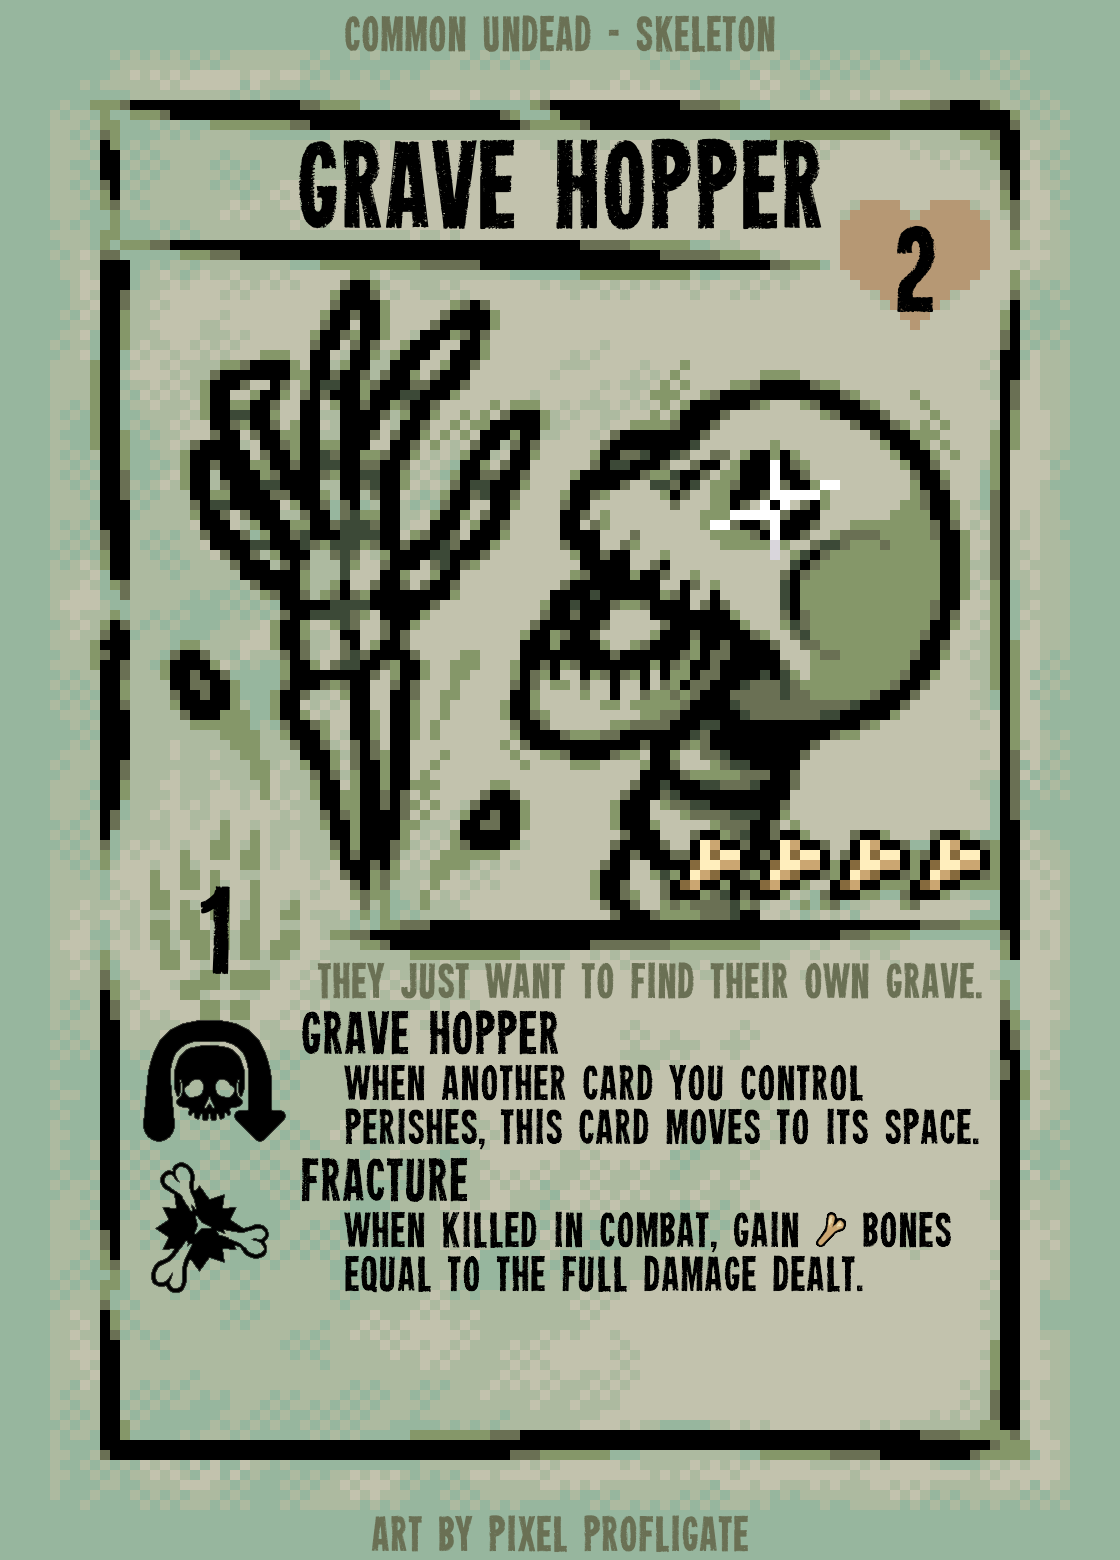 COMMON UNDEAD - SKELETON
GRAVE HOPPER
2
1
THEY JUST WANT TO FIND THEIR OWN GRAVE.
GRAVE HOPPER
WHEN ANOTHER CARD YOU CONTROL
PERISHES, THIS CARD MOVES TO ITS SPACE.
FRACTURE
WHEN KILLED IN COMBAT, GAIN BONES
EQUAL TO THE FULL DAMAGE DEALT.
ART BY PIXEL PROFLIGATE